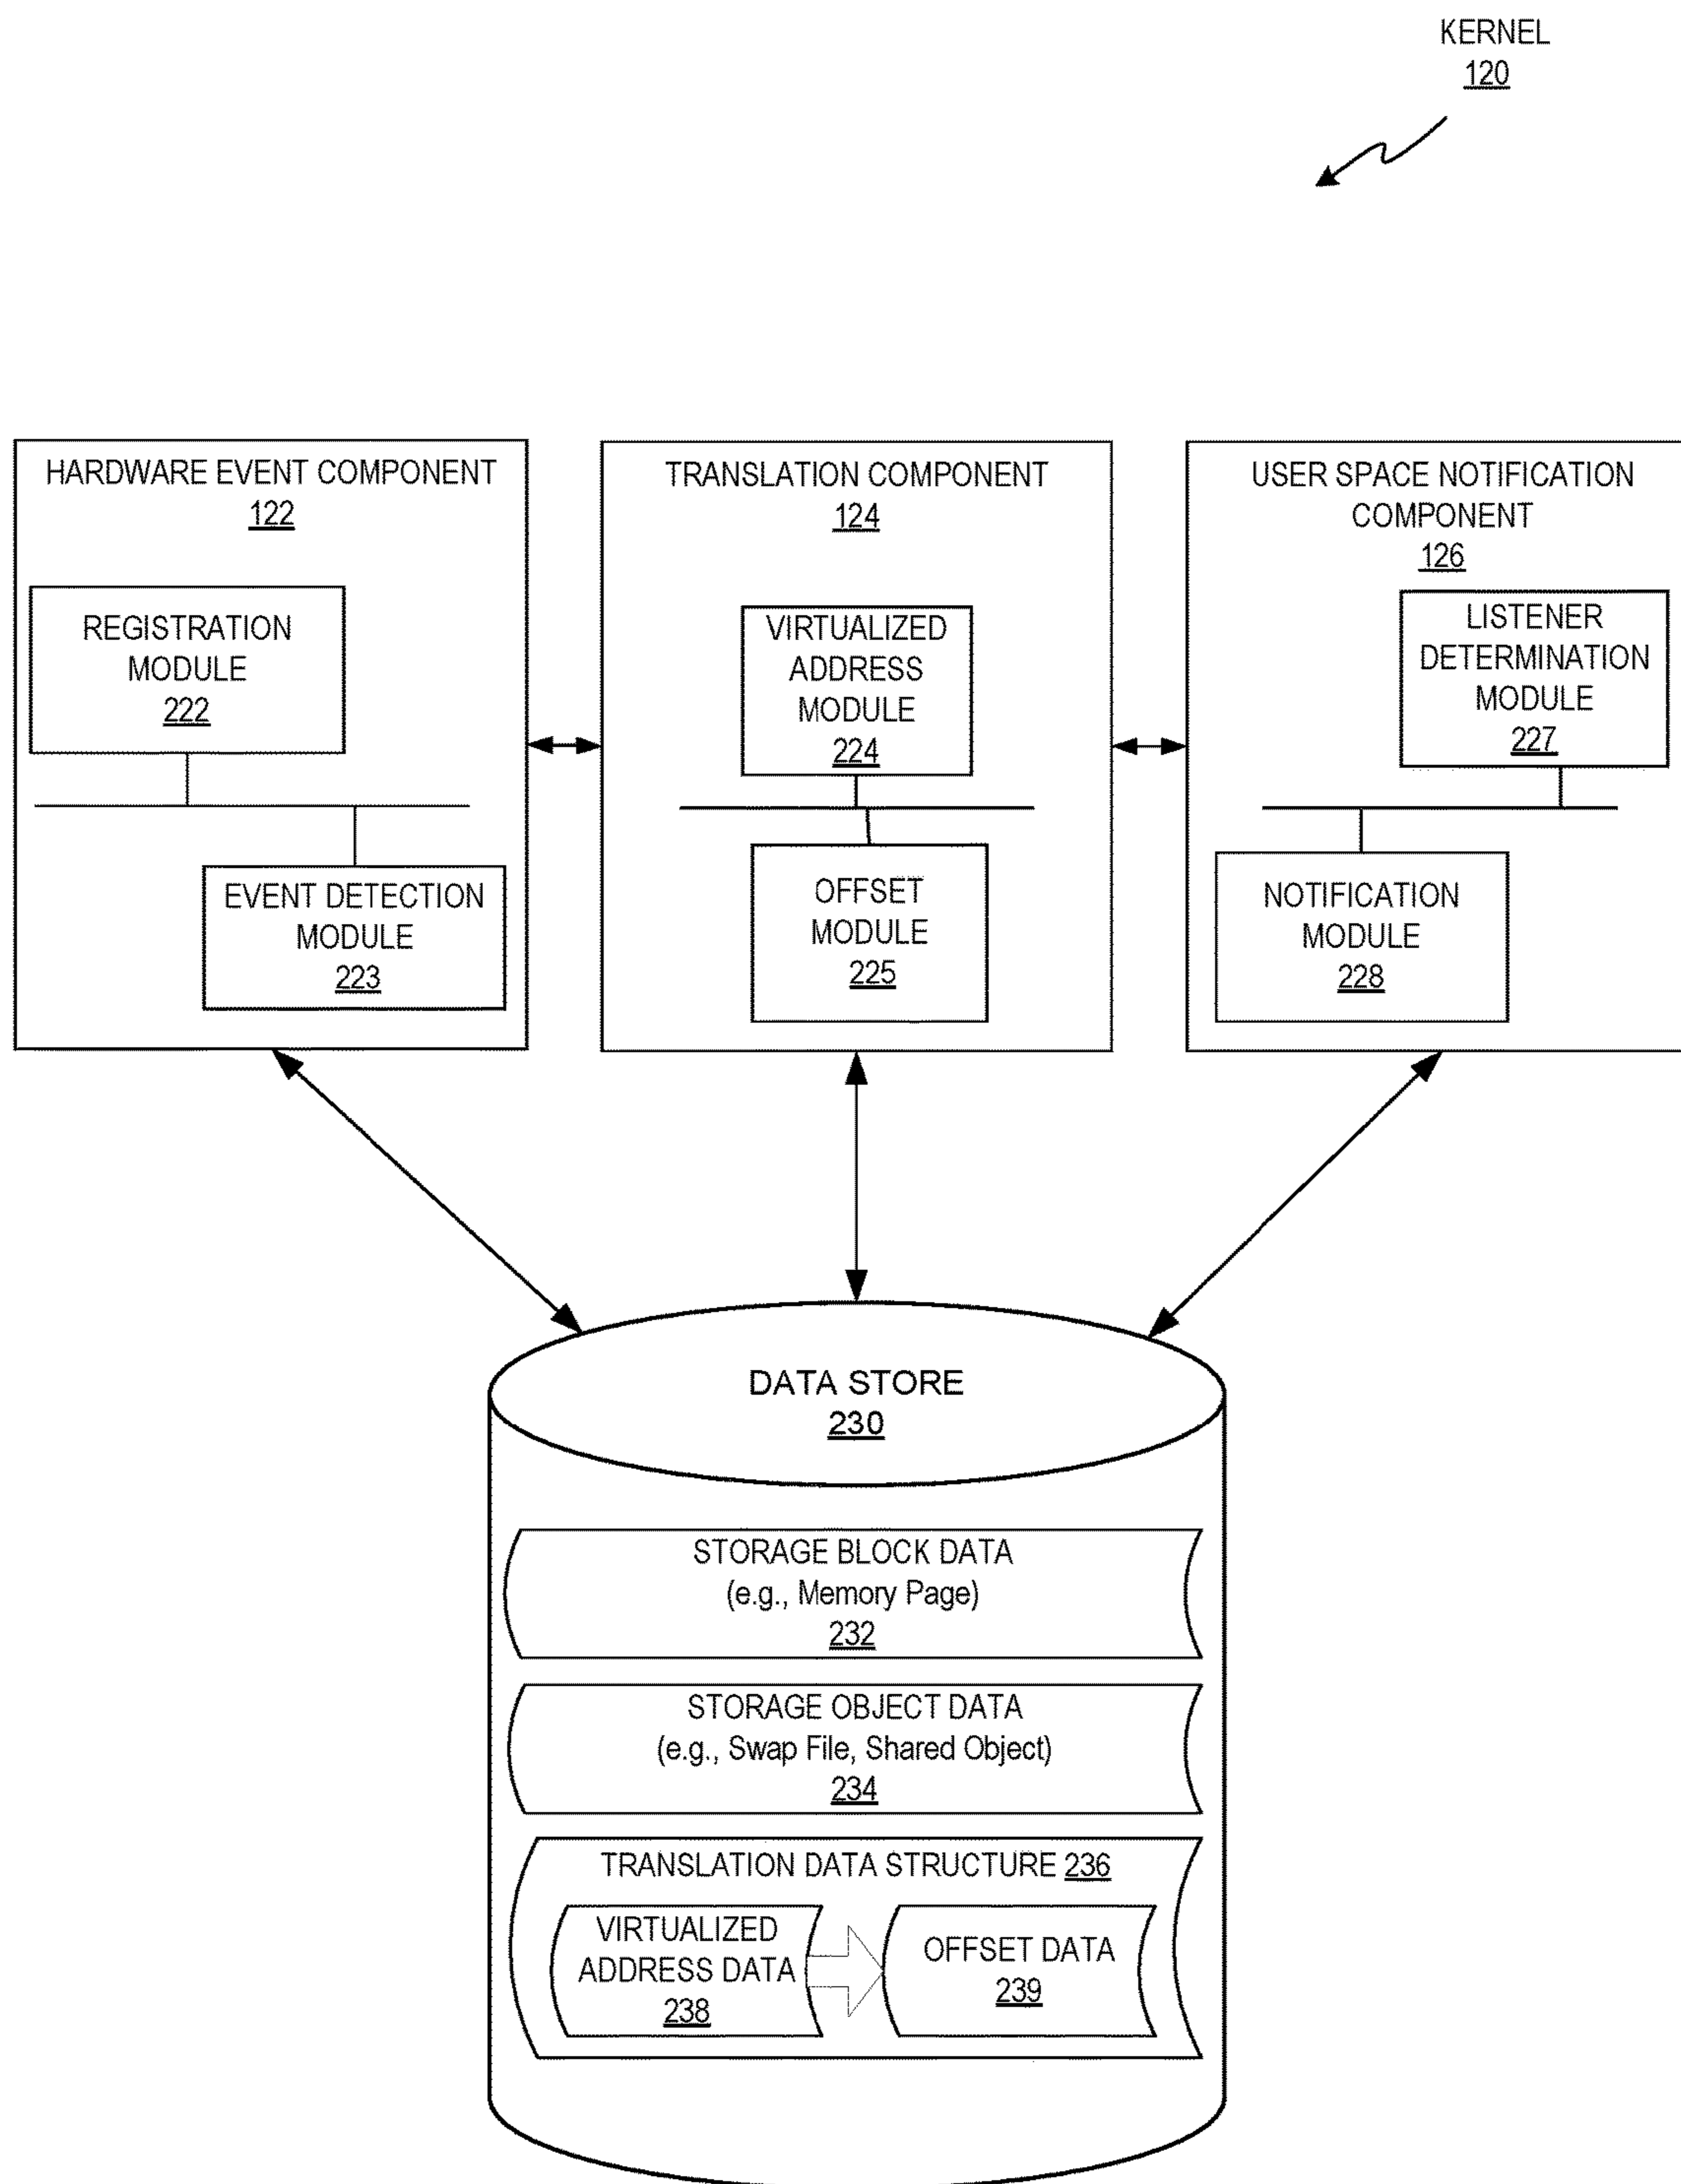 KERNEL
120
HARDWARE EVENT COMPONENT
122
REGISTRATION
MODULE
222
EVENT DETECTION
MODULE
223
TRANSLATION COMPONENT
124
VIRTUALIZED
ADDRESS
MODULE
224
OFFSET
MODULE
225
USER SPACE NOTIFICATION
COMPONENT
126
LISTENER
DETERMINATION
MODULE
227
NOTIFICATION
MODULE
228
DATA STORE
230
STORAGE BLOCK DATA
(e.g., Memory Page)
232
STORAGE OBJECT DATA
(e.g., Swap File, Shared Object)
234
TRANSLATION DATA STRUCTURE 236
VIRTUALIZED
ADDRESS DATA
238
OFFSET DATA
239